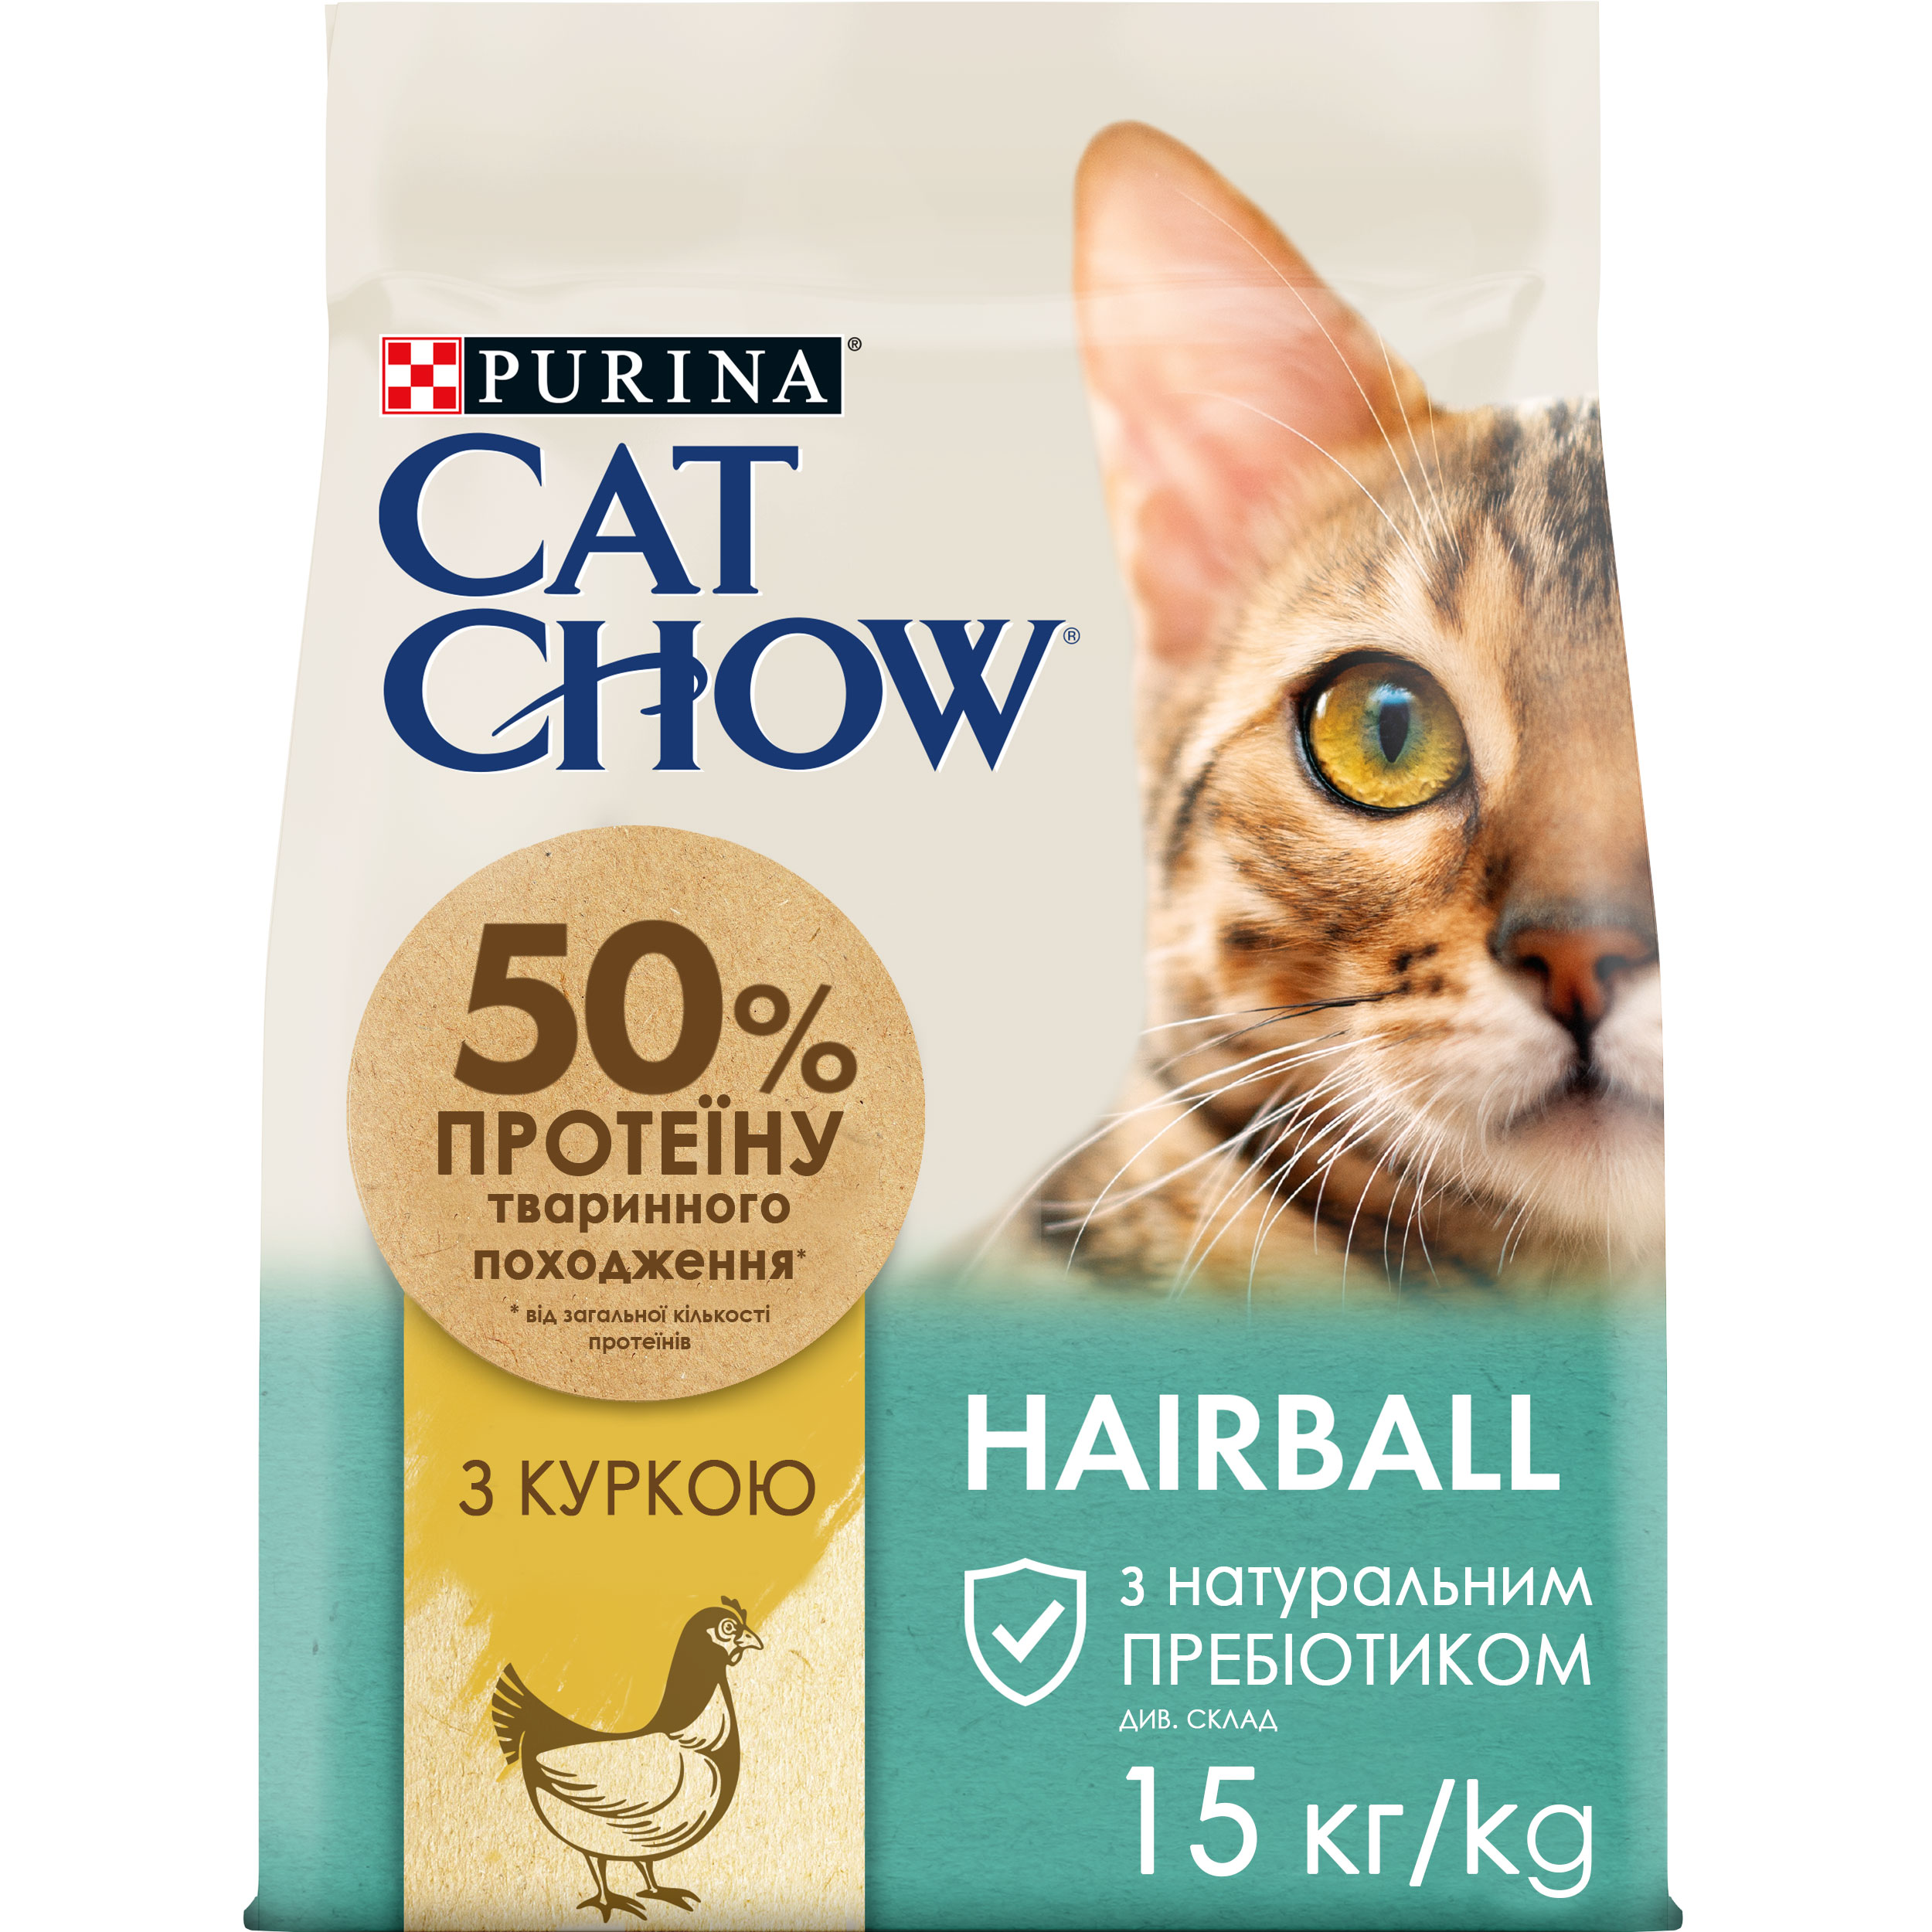 PURINA®
CAT
CHOW®
50%
ПРОТЕЇНУ
тваринного
походження*
* від загальної кількості
протеїнів
З КУРКОЮ
HAIRBALL
з натуральним
ПРЕБІОТИКОМ
ДИВ. СКЛАД
15 кг/kg